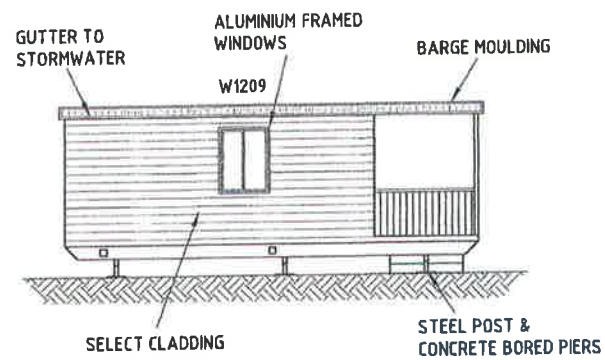 GUTTER TO
STORMWATER
ALUMINIUM FRAMED
WINDOWS
BARGE MOULDING
W1209
SELECT CLADDING
STEEL POST &
CONCRETE BORED PIERS